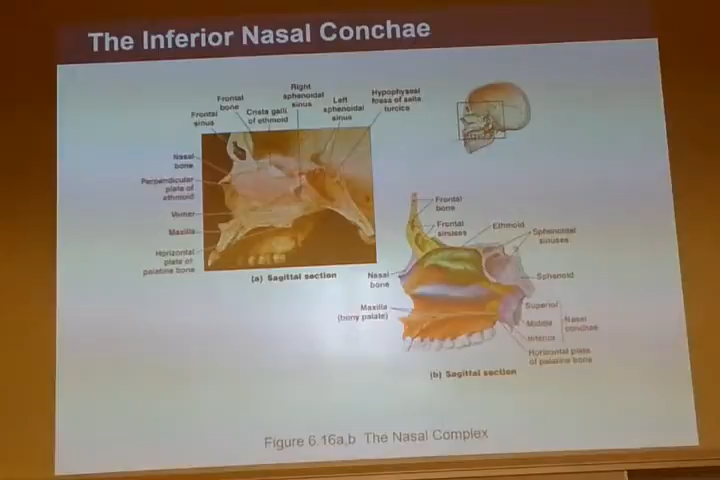 The Inferior Nasal Conchae
Frontal
sinus
Frontal
bone
Crista galli
of ethmoid
Right
sphenoidal
sinus
Left
sphenoidal
sinus
Hypophyseal
fossa of sella
turcica
Nasal
bone
Perpendicular
plate of
ethmoid
Vomer
Maxilla
Horizontal
plate of
palatine bone
(a) Sagittal section
Frontal
bone
Frontal
sinuses
Ethmoid
Sphenoidal
sinuses
Nasal
bone
Sphenoid
Maxilla
(bony palate)
Superior
Middle
Inferior
Nasal
conchae
Horizontal plate
of palatine bone
(b) Sagittal section
Figure 6.16a,b The Nasal Complex